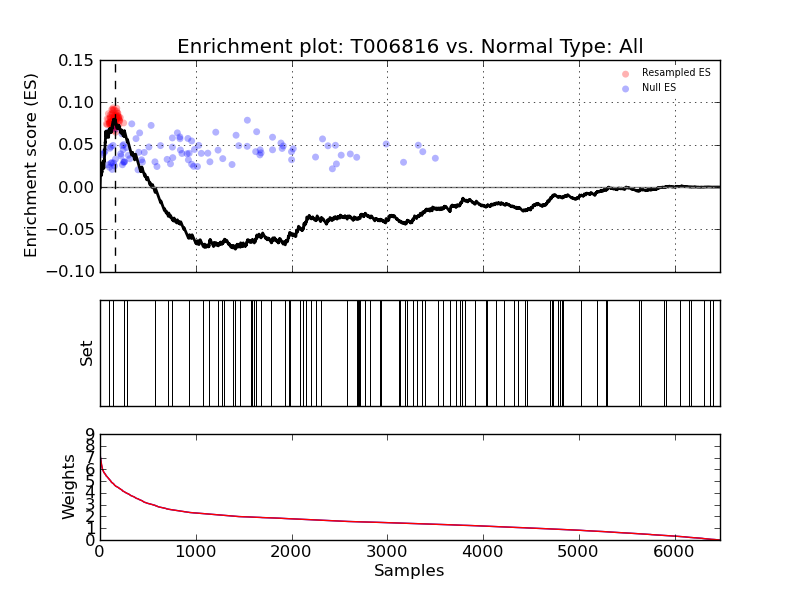 Enrichment plot: T006816 vs. Normal Type: All
Enrichment score (ES)
0.15
0.10
0.05
0.00
−0.05
−0.10
Resampled ES
Null ES
Set
Weights
9
8
7
6
5
4
3
2
1
0
0 1000 2000 3000 4000 5000 6000
Samples